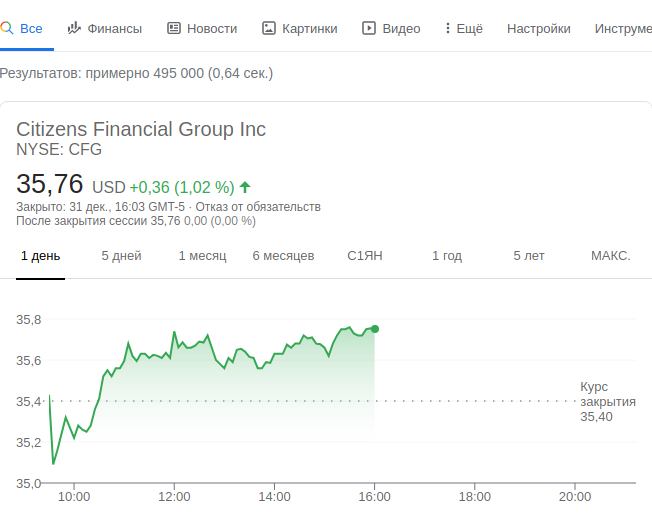 Все Финансы Новости Картинки Видео Ещё Настройки Инструме
Результатов: примерно 495 000 (0,64 сек.)
Citizens Financial Group Inc
NYSE: CFG
35,76 USD +0,36 (1,02 %)
Закрыто: 31 дек., 16:03 GMT-5 · Отказ от обязательств
После закрытия сессии 35,76 0,00 (0,00 %)
1 день 5 дней 1 месяц 6 месяцев С1ЯН 1 год 5 лет МАКС.
35,8
35,6
35,4
35,2
35,0
Курс
закрытия
35,40
10:00 12:00 14:00 16:00 18:00 20:00